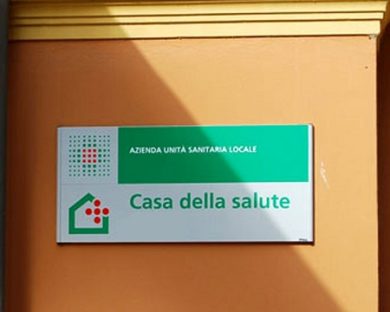 AZIENDA UNITÀ SANITARIA LOCALE
Casa della salute